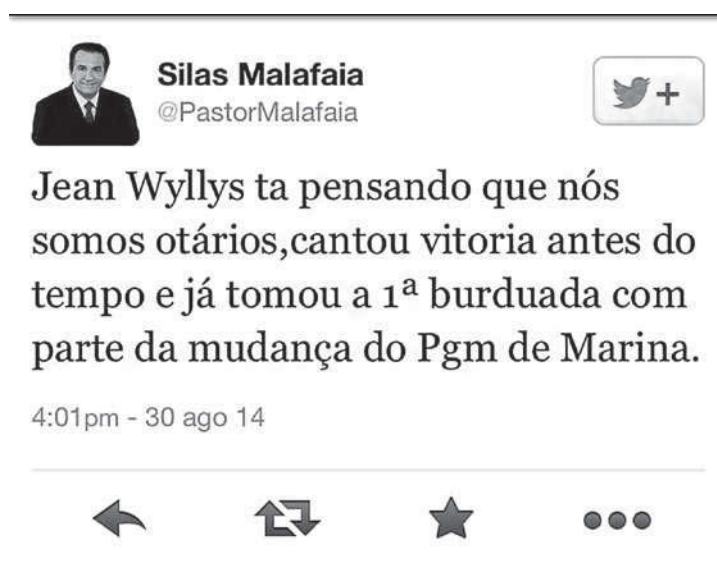 Silas Malafaia
@PastorMalafaia
+
Jean Wyllys ta pensando que nós
somos otários,cantou vitoria antes do
tempo e já tomou a 1ª burduada com
parte da mudança do Pgm de Marina.
4:01pm - 30 ago 14